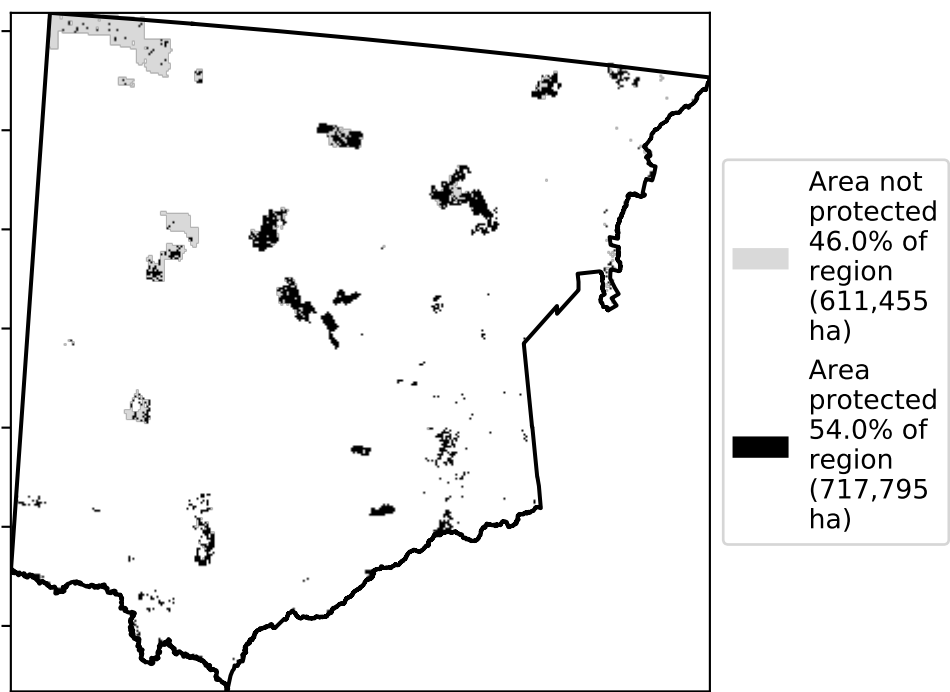 Area not
protected
46.0% of
region
(611,455
ha)
Area
protected
54.0% of
region
(717,795
ha)